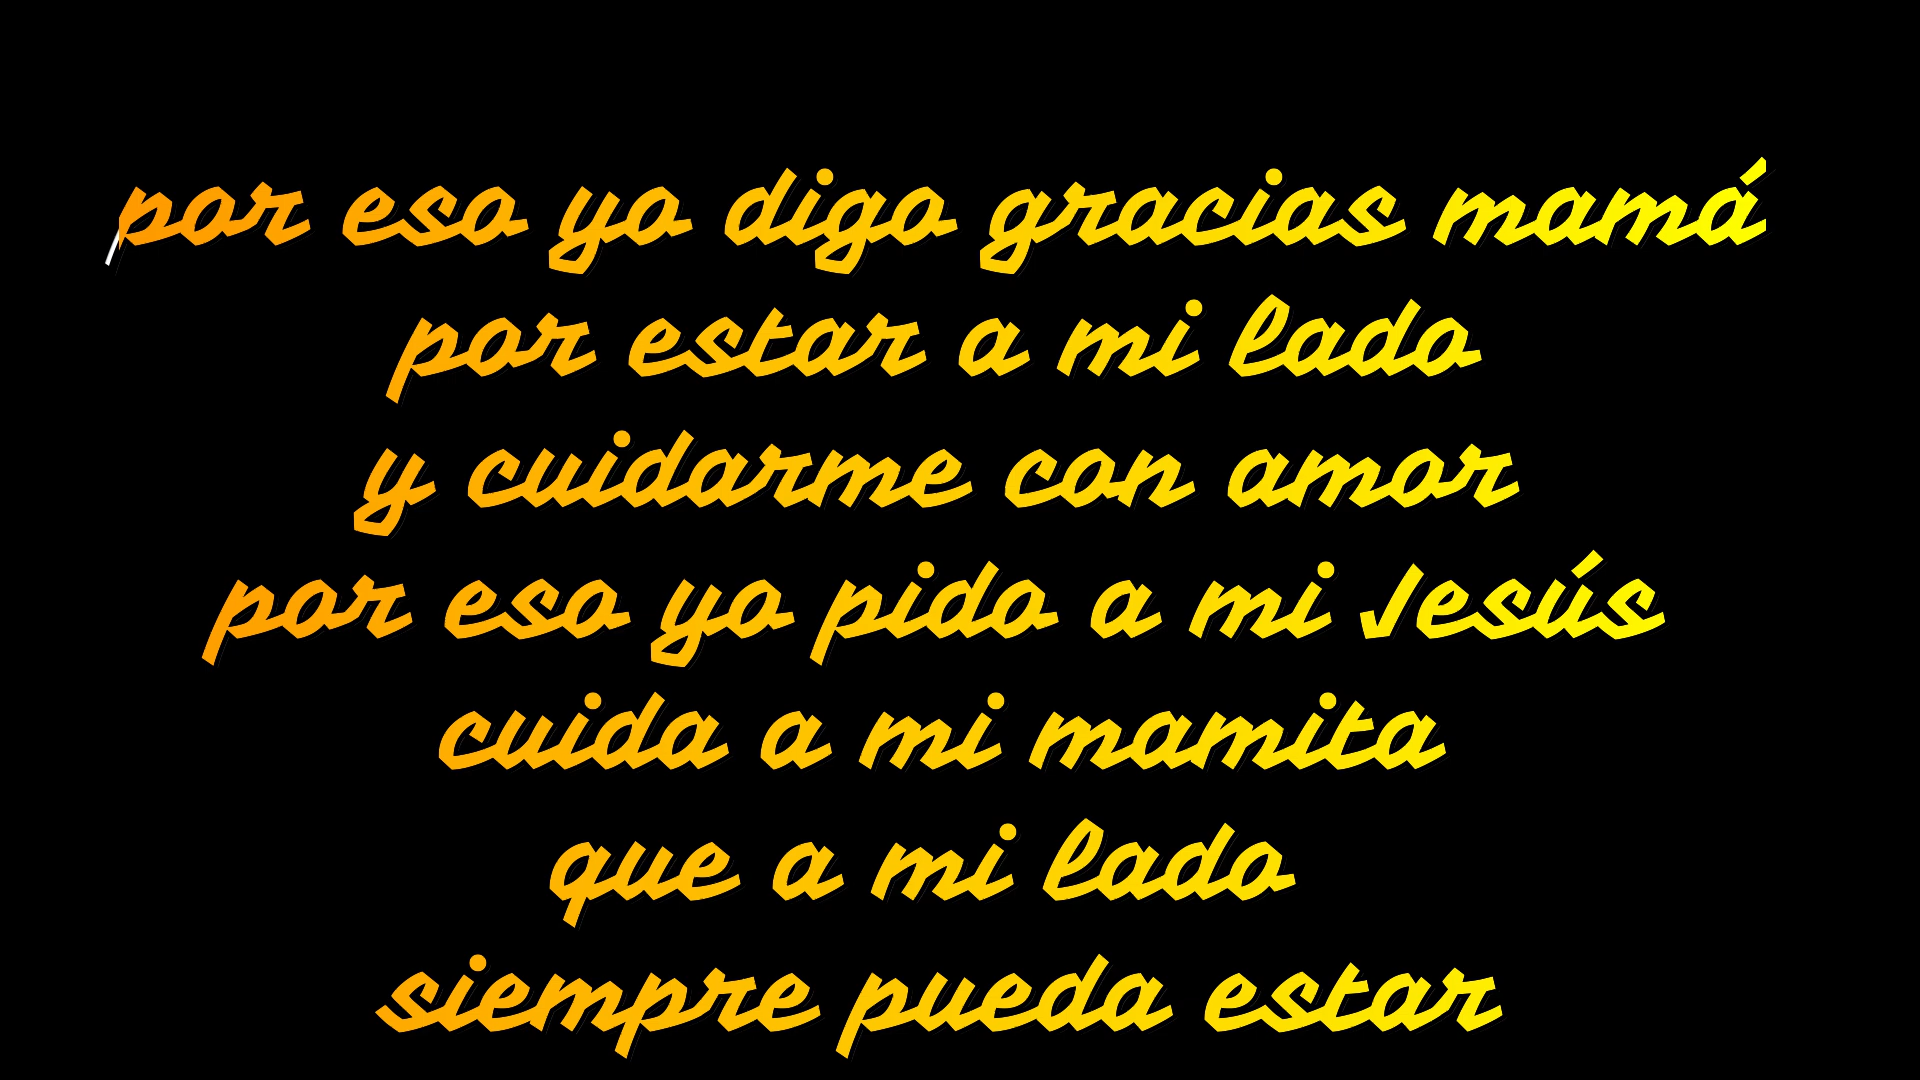 por eso yo digo gracias mamá
por estar a mi lado
y cuidarme con amor
por eso yo pido a mi Jesús
cuida a mi mamita
que a mi lado
siempre pueda estar